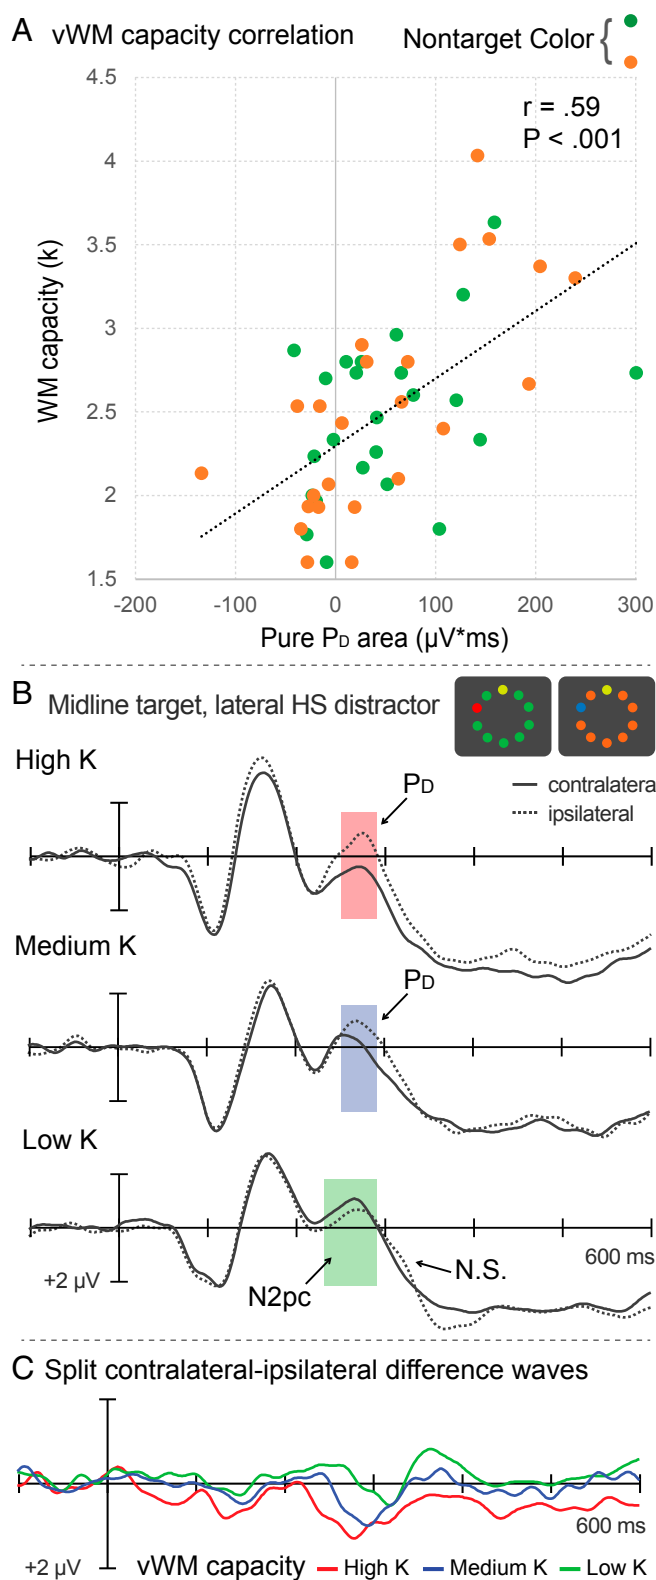 A vWM capacity correlation
Nontarget Color {
r = .59
P < .001
4.5
4
3.5
3
2.5
2
1.5
WM capacity (k)
-200 -100 0 100 200 300
Pure PD area (µV*ms)
B Midline target, lateral HS distractor
High K
contralatera
ipsilateral
PD
Medium K
PD
Low K
600 ms
N.S.
+2 µV
N2pc
C Split contralateral-ipsilateral difference waves
600 ms
+2 µV
vWM capacity High K Medium K Low K